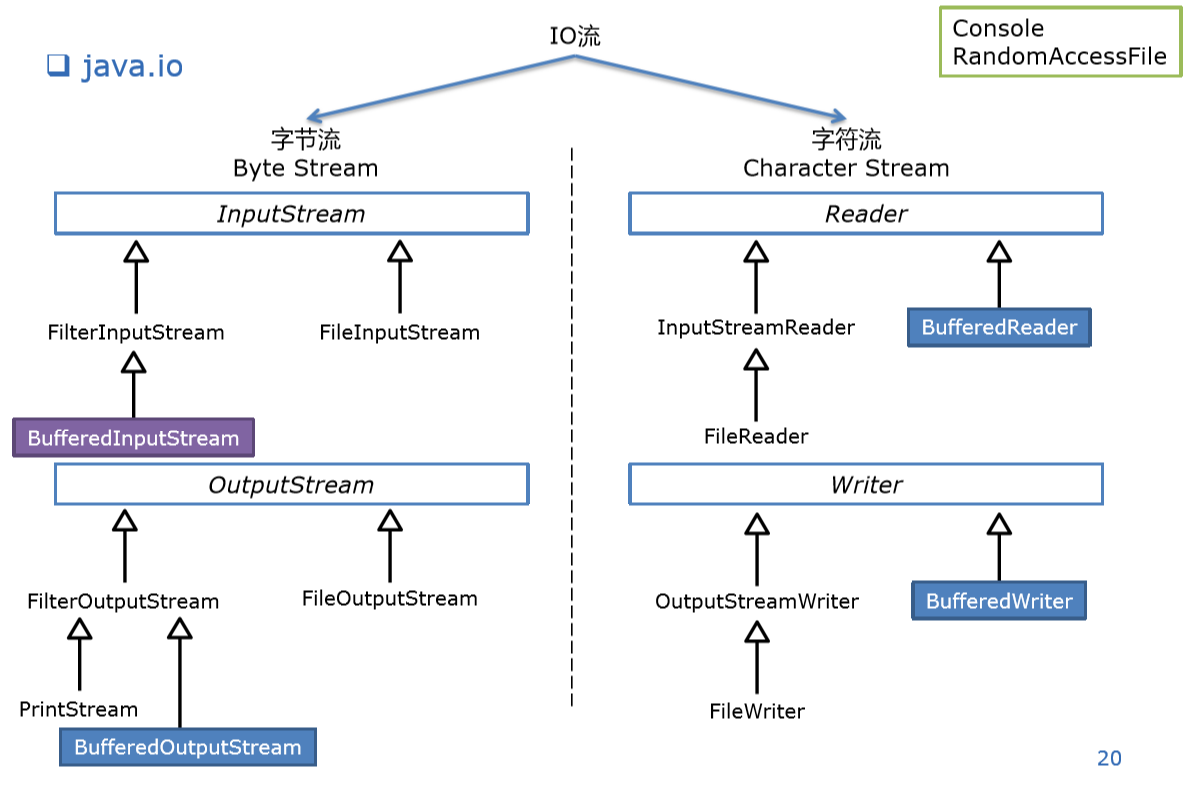 IO流
Console
RandomAccessFile
java.io
字节流
Byte Stream
字符流
Character Stream
InputStream
Reader
FilterInputStream
FileInputStream
InputStreamReader
BufferedReader
BufferedInputStream
FileReader
OutputStream
Writer
FilterOutputStream
FileOutputStream
OutputStreamWriter
BufferedWriter
PrintStream
FileWriter
BufferedOutputStream
20